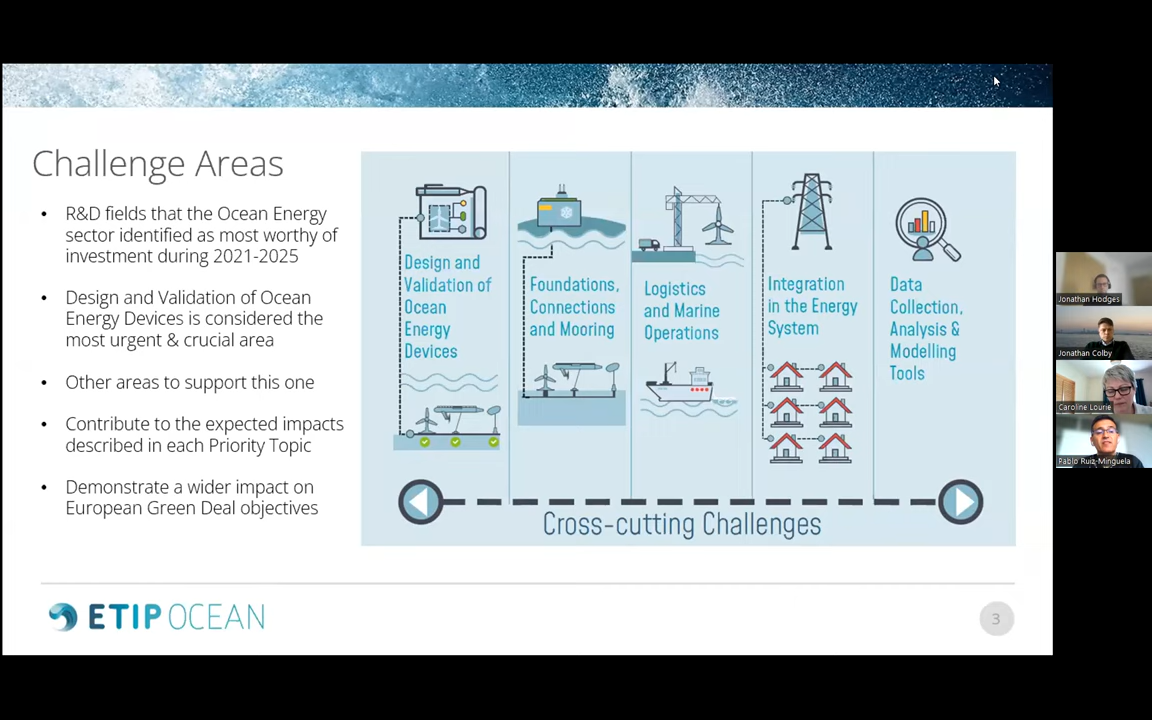 Challenge Areas
• R&D fields that the Ocean Energy
sector identified as most worthy of
investment during 2021-2025
• Design and Validation of Ocean
Energy Devices is considered the
most urgent & crucial area
• Other areas to support this one
• Contribute to the expected impacts
described in each Priority Topic
• Demonstrate a wider impact on
European Green Deal objectives
Design and
Validation of
Ocean
Energy
Devices
Foundations,
Connections
and Mooring
Logistics
and Marine
Operations
Integration
in the Energy
System
Data
Collection,
Analysis &
Modelling
Tools
Cross-cutting Challenges
ETIP OCEAN
3
Jonathan Hodges
Jonathan Colby
Caroline Lourie
Pablo Ruiz-Minguela